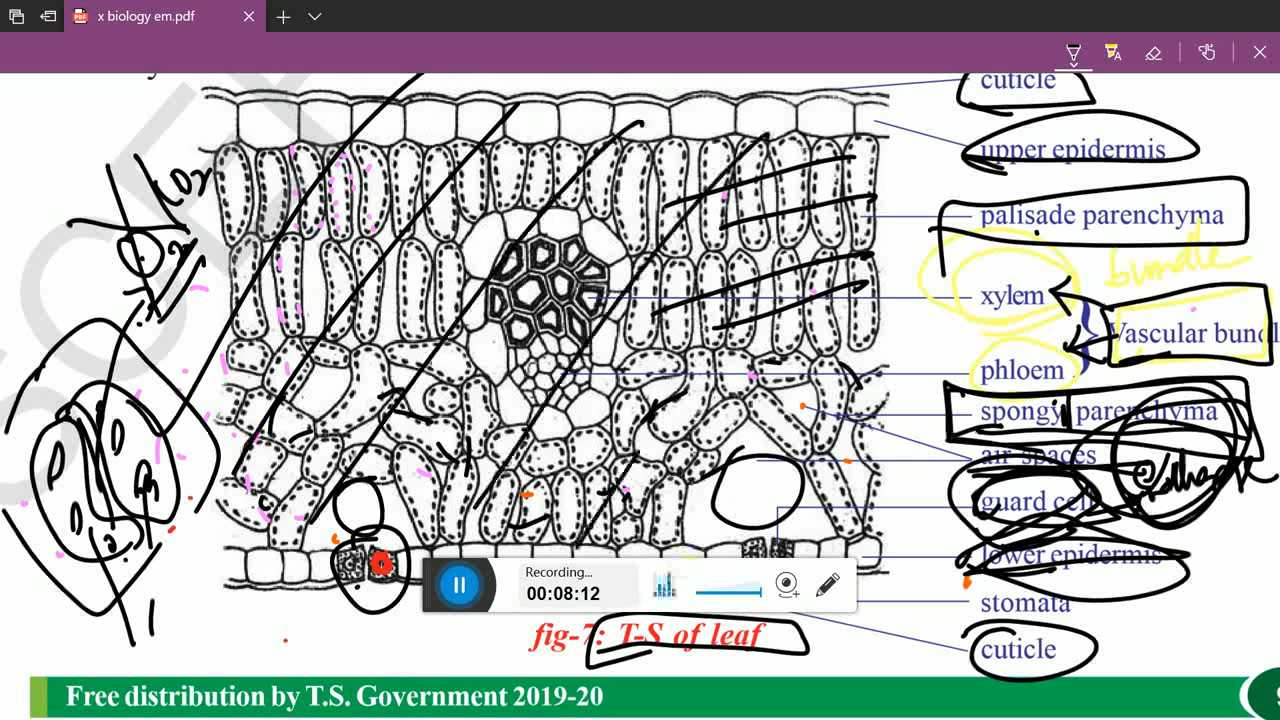 x biology em.pdf
cuticle
upper epidermis
palisade parenchyma
bundle
xylem
Vascular bundl
phloem
spongy parenchyma
air spaces
guard cell
lower epidermis
stomata
cuticle
Recording...
00:08:12
fig-7: T-S of leaf
Free distribution by T.S. Government 2019-20